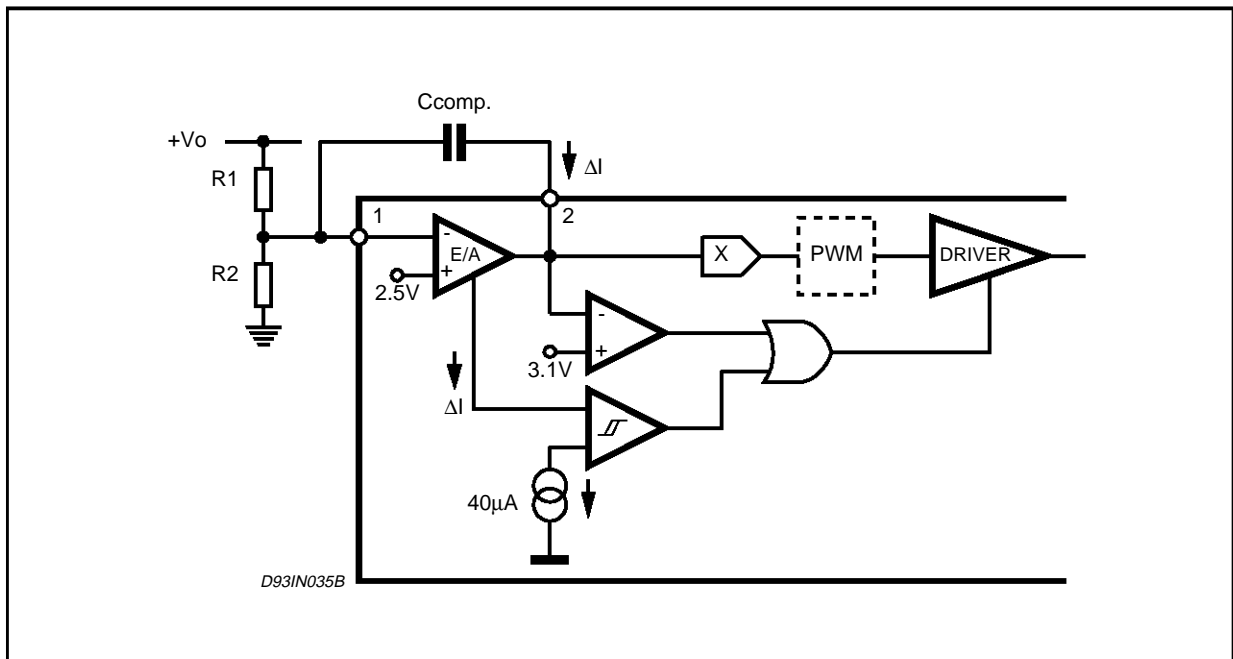 Ccomp.
+Vo
ΔI
R1
1
2
-
E/A
X
PWM
DRIVER
R2
+
2.5V
-
+
3.1V
ΔI
40µA
D93IN035B